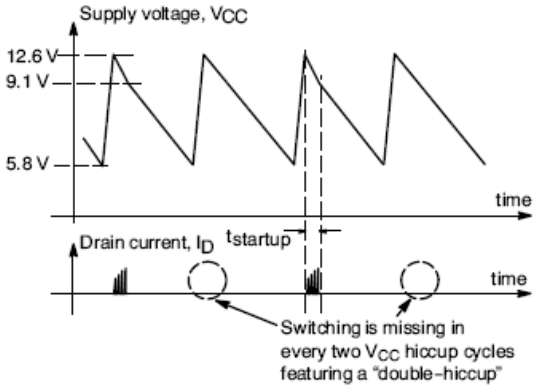 Supply voltage, VCC
12.6 V
9.1 V
5.8 V
time
Drain current, ID
tstartup
time
Switching is missing in
every two VCC hiccup cycles
featuring a “double−hiccup”